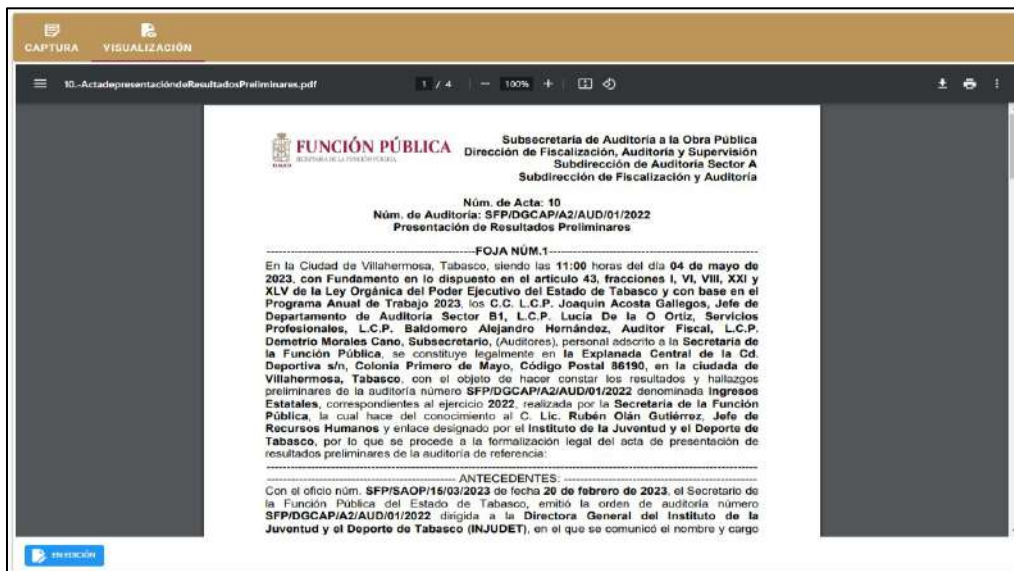 CAPTURA VISUALIZACIÓN
10.-ActadepresentacióndeResultadosPreliminares.pdf 1 / 4 — 100% +
FUNCIÓN PÚBLICA
SECRETARÍA DE LA FUNCIÓN PÚBLICA
Subsecretaría de Auditoría a la Obra Pública
Dirección de Fiscalización, Auditoría y Supervisión
Subdirección de Auditoría Sector A
Subdirección de Fiscalización y Auditoría
Núm. de Acta: 10
Núm. de Auditoría: SFP/DGCAP/A2/AUD/01/2022
Presentación de Resultados Preliminares
-----FOJA NÚM.1-----
En la Ciudad de Villahermosa, Tabasco, siendo las 11:00 horas del día 04 de mayo de
2023, con Fundamento en lo dispuesto en el artículo 43, fracciones I, VI, VIII, XXI y
XLV de la Ley Orgánica del Poder Ejecutivo del Estado de Tabasco y con base en el
Programa Anual de Trabajo 2023, los C.C. L.C.P. Joaquin Acosta Gallegos, Jefe de
Departamento de Auditoría Sector B1, L.C.P. Lucía De la O Ortiz, Servicios
Profesionales, L.C.P. Baldomero Alejandro Hernández, Auditor Fiscal, L.C.P.
Demetrio Morales Cano, Subsecretario, (Auditores), personal adscrito a la Secretaría de
la Función Pública, se constituye legalmente en la Explanada Central de la Cd.
Deportiva s/n, Colonia Primero de Mayo, Código Postal 86190, en la ciudad de
Villahermosa, Tabasco, con el objeto de hacer constar los resultados y hallazgos
preliminares de la auditoría número SFP/DGCAP/A2/AUD/01/2022 denominada Ingresos
Estatales, correspondientes al ejercicio 2022, realizada por la Secretaría de la Función
Pública, la cual hace del conocimiento al C. Lic. Rubén Olán Gutiérrez, Jefe de
Recursos Humanos y enlace designado por el Instituto de la Juventud y el Deporte de
Tabasco, por lo que se procede a la formalización legal del acta de presentación de
resultados preliminares de la auditoría de referencia:
----- ANTECEDENTES: -----
Con el oficio núm. SFP/SAOP/15/03/2023 de fecha 20 de febrero de 2023, el Secretario de
la Función Pública del Estado de Tabasco, emitió la orden de auditoría número
SFP/DGCAP/A2/AUD/01/2022 dirigida a la Directora General del Instituto de la
Juventud y el Deporte de Tabasco (INJUDET), en el que se comunicó el nombre y cargo
EN EDICIÓN